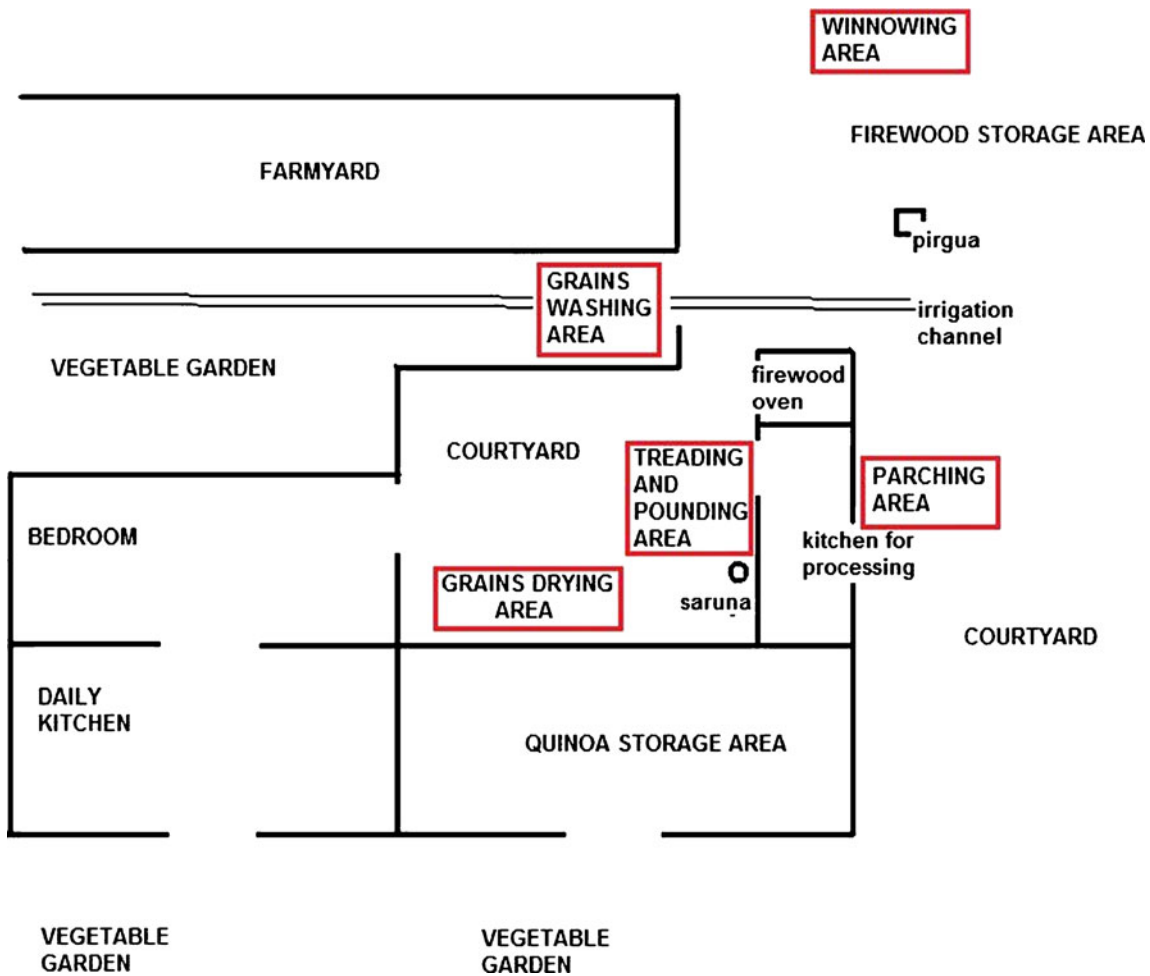 WINNOWING
AREA
FIREWOOD STORAGE AREA
FARMYARD
pirgua
GRAINS
WASHING
AREA
irrigation
channel
VEGETABLE GARDEN
firewood
oven
COURTYARD
TREADING
AND
POUNDING
AREA
PARCHING
AREA
BEDROOM
kitchen for
processing
GRAINS DRYING
AREA
saruna
COURTYARD
DAILY
KITCHEN
QUINOA STORAGE AREA
VEGETABLE
GARDEN
VEGETABLE
GARDEN